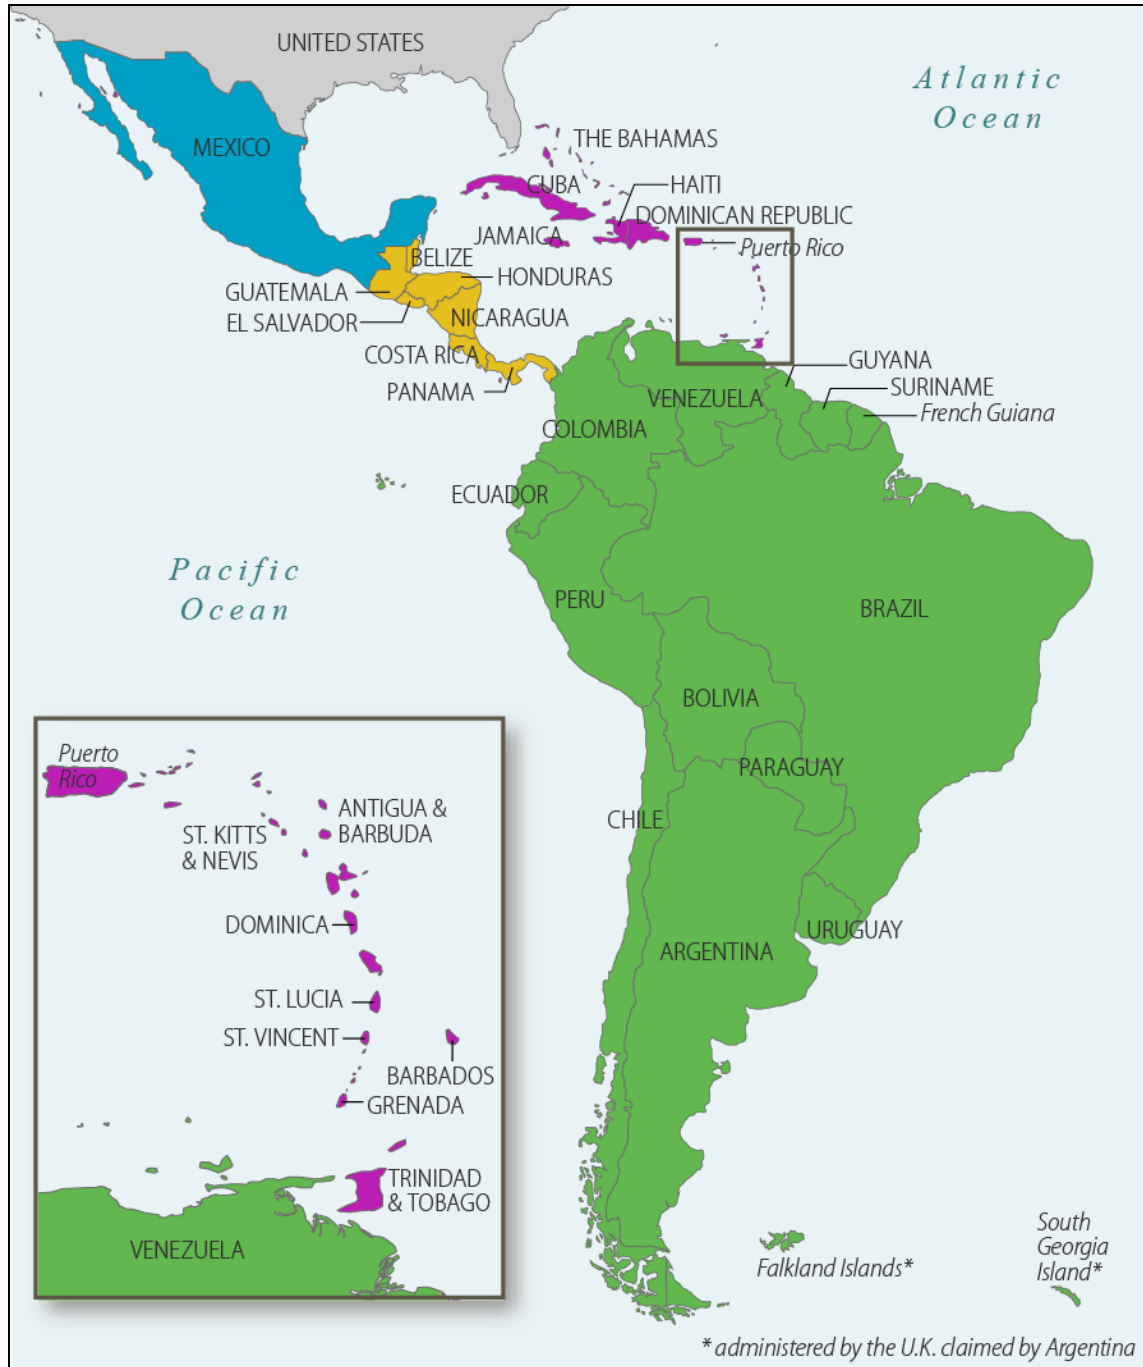 UNITED STATES
Atlantic
Ocean
MEXICO
THE BAHAMAS
CUBA
HAITI
DOMINICAN REPUBLIC
JAMAICA
Puerto Rico
BELIZE
HONDURAS
GUATEMALA
EL SALVADOR
NICARAGUA
COSTA RICA
PANAMA
GUYANA
SURINAME
French Guiana
VENEZUELA
COLOMBIA
ECUADOR
Pacific
Ocean
PERU
BRAZIL
BOLIVIA
PARAGUAY
CHILE
URUGUAY
ARGENTINA
Puerto
Rico
ANTIGUA &
BARBUDA
ST. KITTS
& NEVIS
DOMINICA
ST. LUCIA
ST. VINCENT
BARBADOS
GRENADA
TRINIDAD
& TOBAGO
VENEZUELA
Falkland Islands*
South
Georgia
Island*
* administered by the U.K. claimed by Argentina